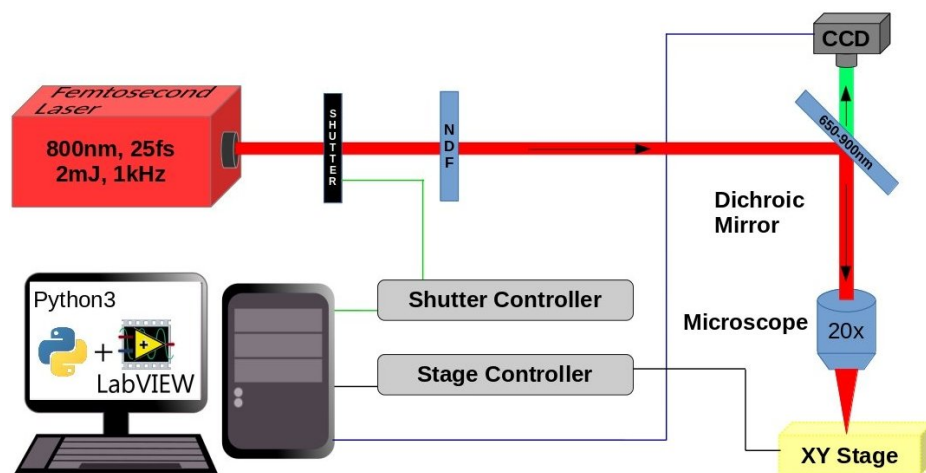 CCD
Femtosecond
Laser
800nm, 25fs
2mJ, 1kHz
SHUTTER
NDF
650-900nm
Dichroic
Mirror
Shutter Controller
Microscope
20x
Python3
+
LabVIEW
Stage Controller
XY Stage